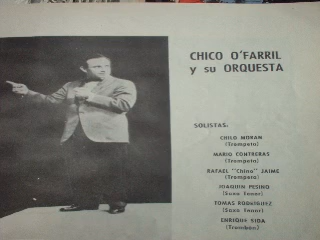 CHICO O'FARRIL
y su ORQUESTA
SOLISTAS:
CHILO MORAN
(Trompeta)
MARIO CONTRERAS
(Trompeta)
RAFAEL "Chino" JAIME
(Trompeta)
JOAQUIN PESINO
(Saxo Tenor)
TOMAS RODRIGUEZ
(Saxo Tenor)
ENRIQUE SIDA
(Trombon)